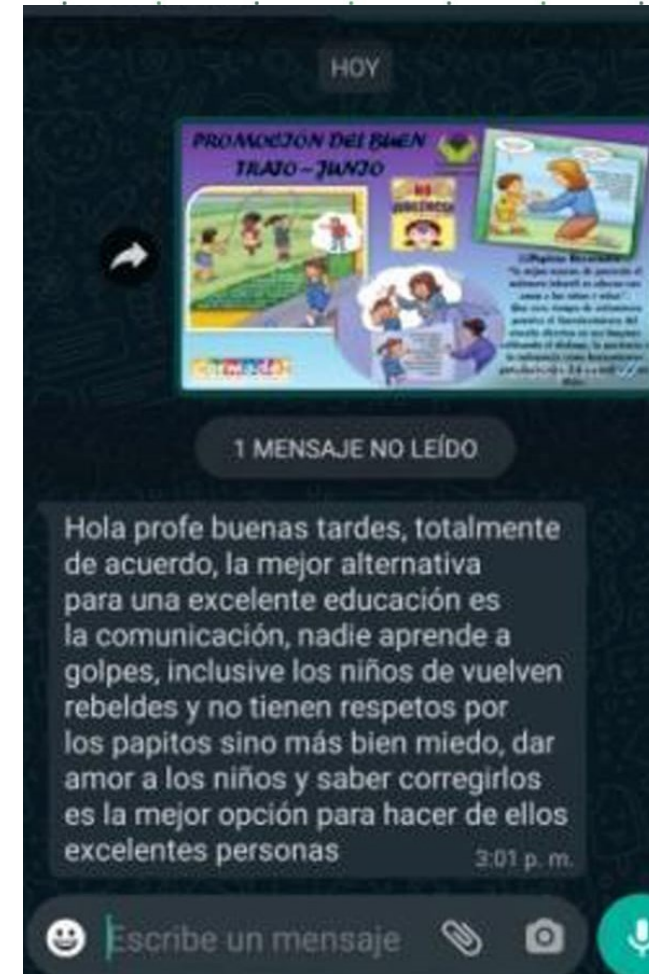 HOY
PROMOCIÓN DEL BUEN
TRATO - JUNIO
NO
VIOLENCIA
1 MENSAJE NO LEÍDO
Hola profe buenas tardes, totalmente
de acuerdo, la mejor alternativa
para una excelente educación es
la comunicación, nadie aprende a
golpes, inclusive los niños de vuelven
rebeldes y no tienen respetos por
los papitos sino más bien miedo, dar
amor a los niños y saber corregirlos
es la mejor opción para hacer de ellos
excelentes personas
3:01 p. m.
Escribe un mensaje